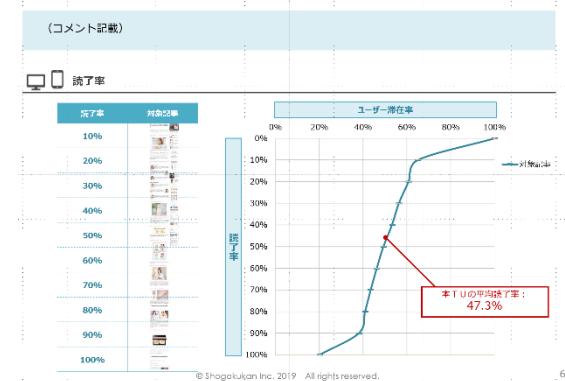 （コメント記載）
読了率
読了率 対象記事
10%
20%
30%
40%
50%
60%
70%
80%
90%
100%
ユーザー滞在率
0% 20% 40% 60% 80% 100%
読了率
0%
10%
20%
30%
40%
50%
60%
70%
80%
90%
100%
対象記事
本ＴＵの平均読了率：
47.3%
© Shogakukan Inc. 2019 All rights reserved.
6